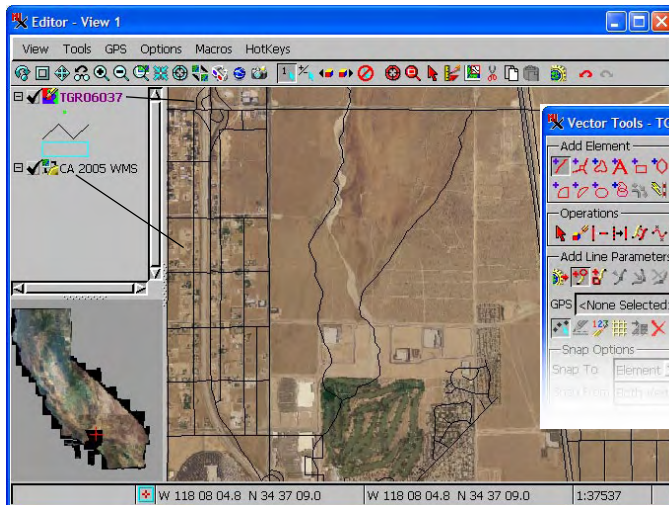 Editor - View 1
View Tools GPS Options Macros HotKeys
TGR06037
CA 2005 WMS
Vector Tools - TG
Add Element
Operations
Add Line Parameters
GPS <None Selected>
Snap Options
Snap To Element
W 118 08 04.8 N 34 37 09.0 W 118 08 04.8 N 34 37 09.0 1:37537